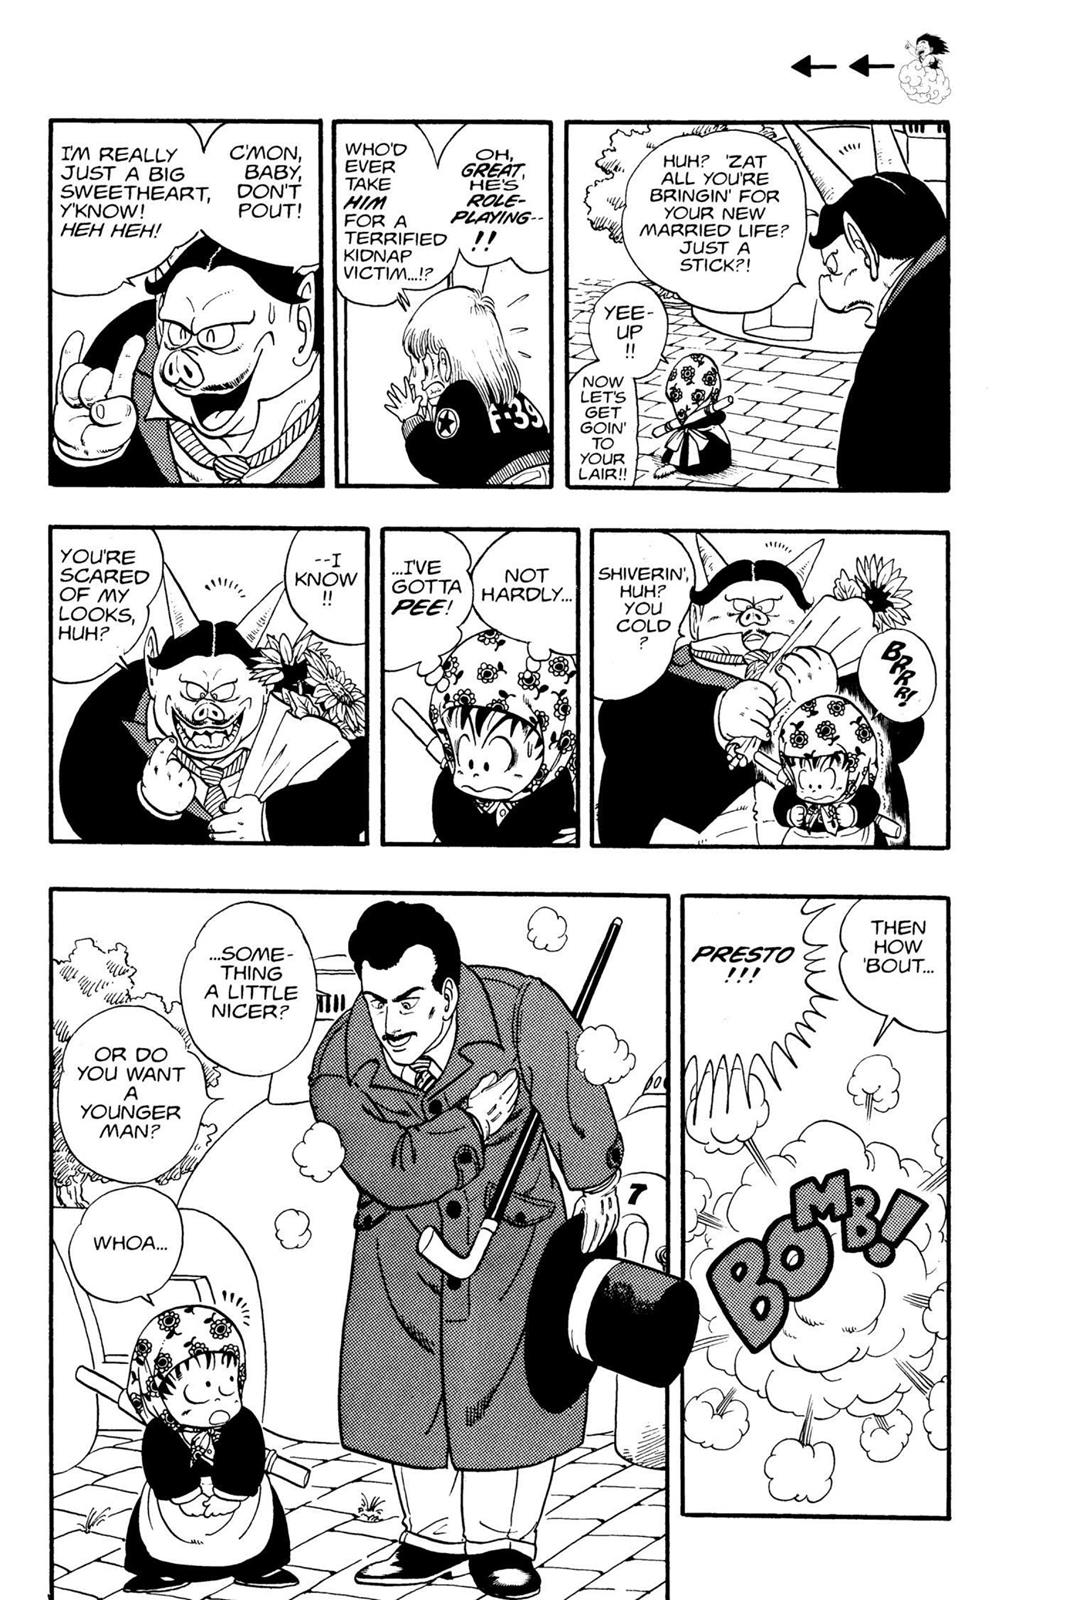 HUH? 'ZAT
ALL YOU'RE
BRINGIN' FOR
YOUR NEW
MARRIED LIFE?
JUST A
STICK?!
YEE-
UP
!!
NOW
LET'S
GET
GOIN'
TO
YOUR
LAIR!!
OH,
GREAT,
HE'S
ROLE-
PLAYING--
!!
WHO'D
EVER
TAKE
HIM
FOR A
TERRIFIED
KIDNAP
VICTIM...!?
F-39
C'MON,
BABY,
DON'T
POUT!
I'M REALLY
JUST A BIG
SWEETHEART,
Y'KNOW!
HEH HEH!
SHIVERIN',
HUH?
YOU
COLD
?
BRRR!
NOT
HARDLY...
...I'VE
GOTTA
PEE!
--I
KNOW
!!
YOU'RE
SCARED
OF MY
LOOKS,
HUH?
THEN
HOW
'BOUT...
PRESTO
!!!
BOMB!
...SOME-
THING
A LITTLE
NICER?
OR DO
YOU WANT
A
YOUNGER
MAN?
WHOA...
7